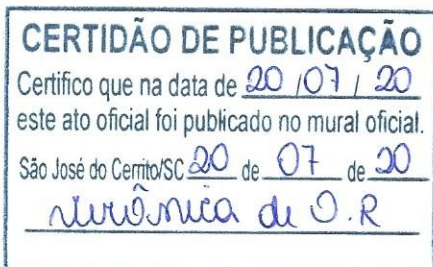 CERTIDÃO DE PUBLICAÇÃO
Certifico que na data de 20 / 07 / 20
este ato oficial foi publicado no mural oficial.
São José do Cerrito/SC 20 de 07 de 20
de O.R